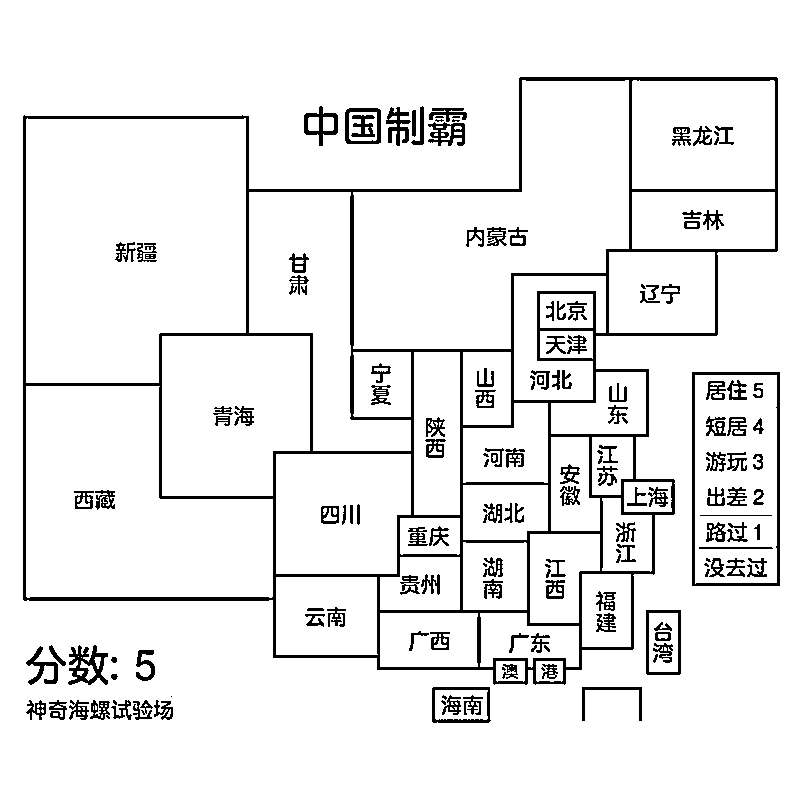 中国制霸
黑龙江
吉林
内蒙古
新疆
甘肃
辽宁
北京
天津
河北
宁夏
山西
山东
陕西
青海
河南
安徽
江苏
上海
西藏
四川
湖北
重庆
浙江
贵州
湖南
江西
福建
云南
广西
广东
台湾
澳
港
海南
居住 5
短居 4
游玩 3
出差 2
路过 1
没去过
分数: 5
神奇海螺试验场